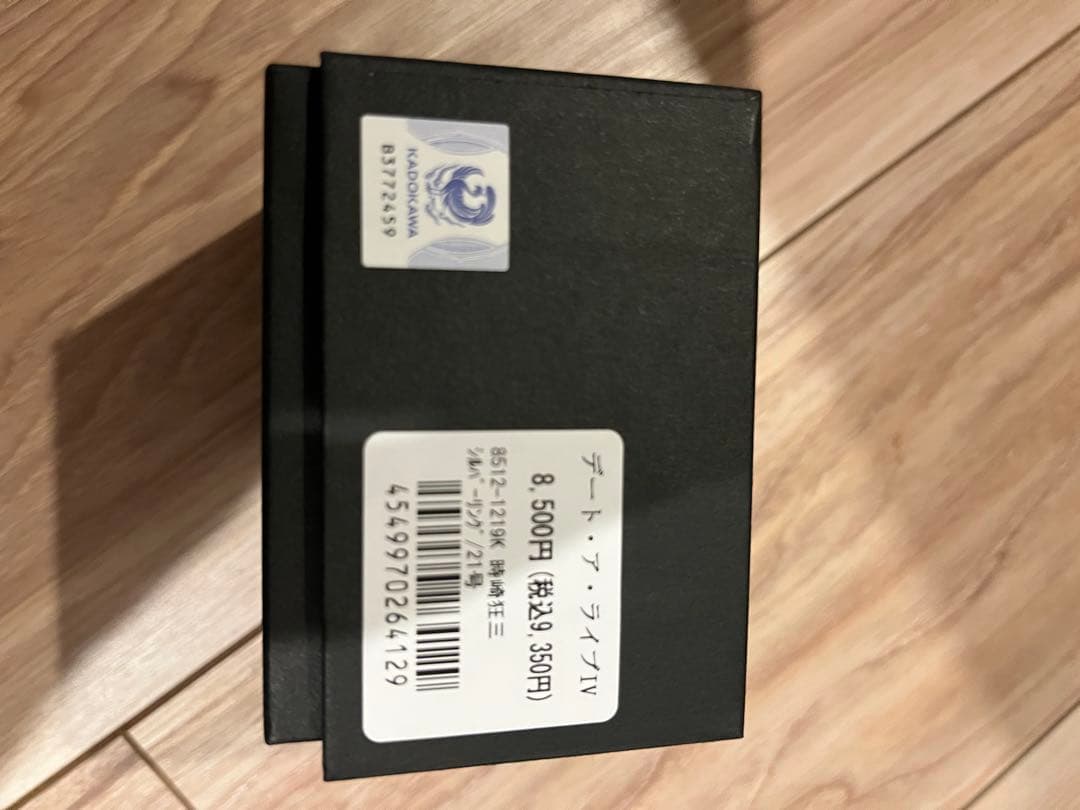 KADOKAWA
B3772459
デート・ア・ライブIV
8,500円(税込9,350円)
8512-1219K 時崎狂三
ｼﾙﾊﾞｰﾘﾝｸﾞ/21号
4549970264129